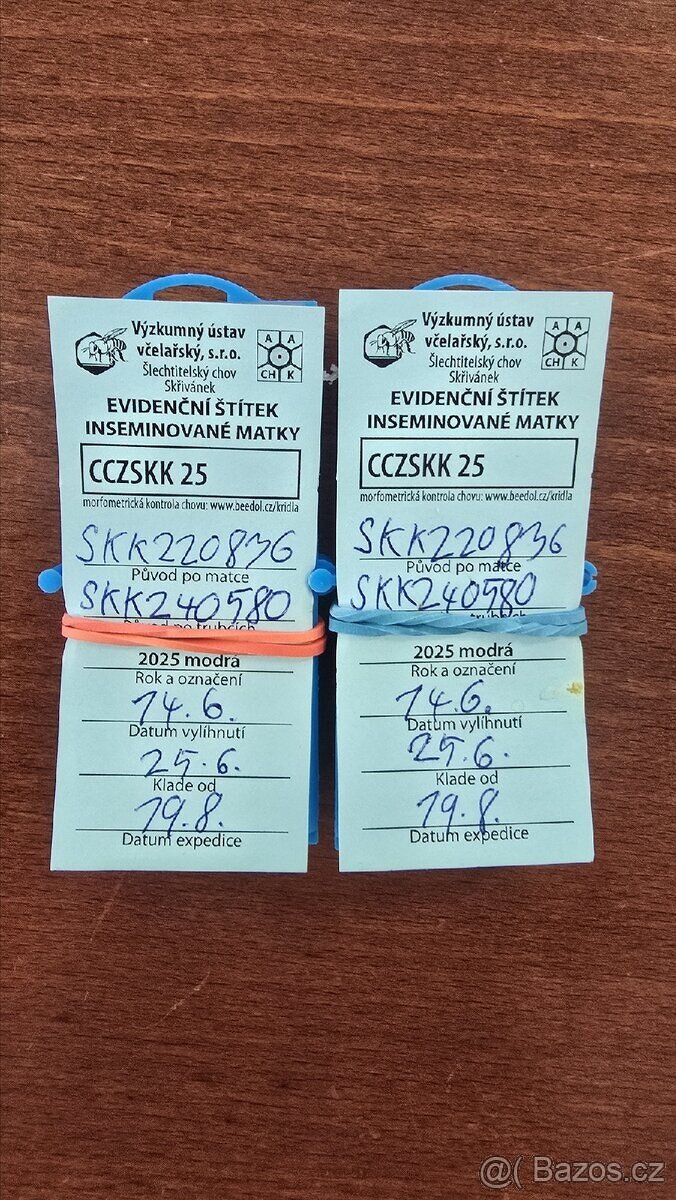 Výzkumný ústav
včelařský, s.r.o.
Šlechtitelský chov
Skřivánek
A A
CH K
EVIDENČNÍ ŠTÍTEK
INSEMINOVANÉ MATKY
CCZSKK 25
morfometrická kontrola chovu: www.beedol.cz/kridla
SKK220836
Původ po matce
SKK240580
Původ po trubcích
2025 modrá
Rok a označení
14.6.
Datum vylíhnutí
25.6.
Klade od
19.8.
Datum expedice
Výzkumný ústav
včelařský, s.r.o.
Šlechtitelský chov
Skřivánek
A A
CH K
EVIDENČNÍ ŠTÍTEK
INSEMINOVANÉ MATKY
CCZSKK 25
morfometrická kontrola chovu: www.beedol.cz/kridla
SKK220836
Původ po matce
SKK240580
trubcích
2025 modrá
Rok a označení
14.6.
Datum vylíhnutí
25.6.
Klade od
19.8.
Datum expedice
@( Bazos.cz